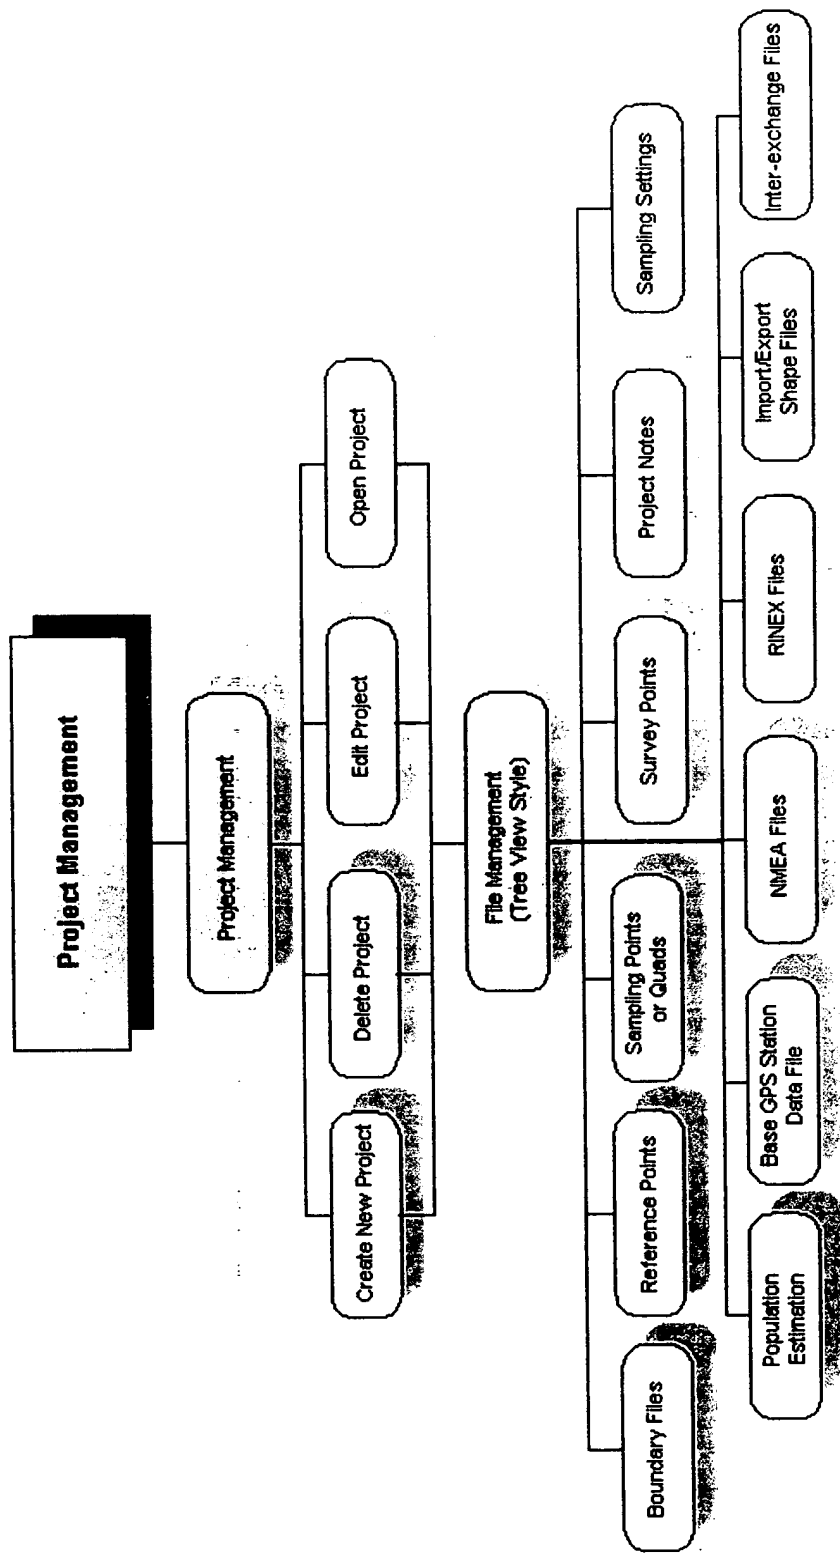 Project Management
Project Management
Create New Project
Delete Project
Edit Project
Open Project
File Management
(Tree View Style)
Boundary Files
Reference Points
Sampling Points
or Quads
Survey Points
Project Notes
Sampling Settings
Population
Estimation
Base GPS Station
Data File
NMEA Files
RINEX Files
Import/Export
Shape Files
Inter-exchange Files